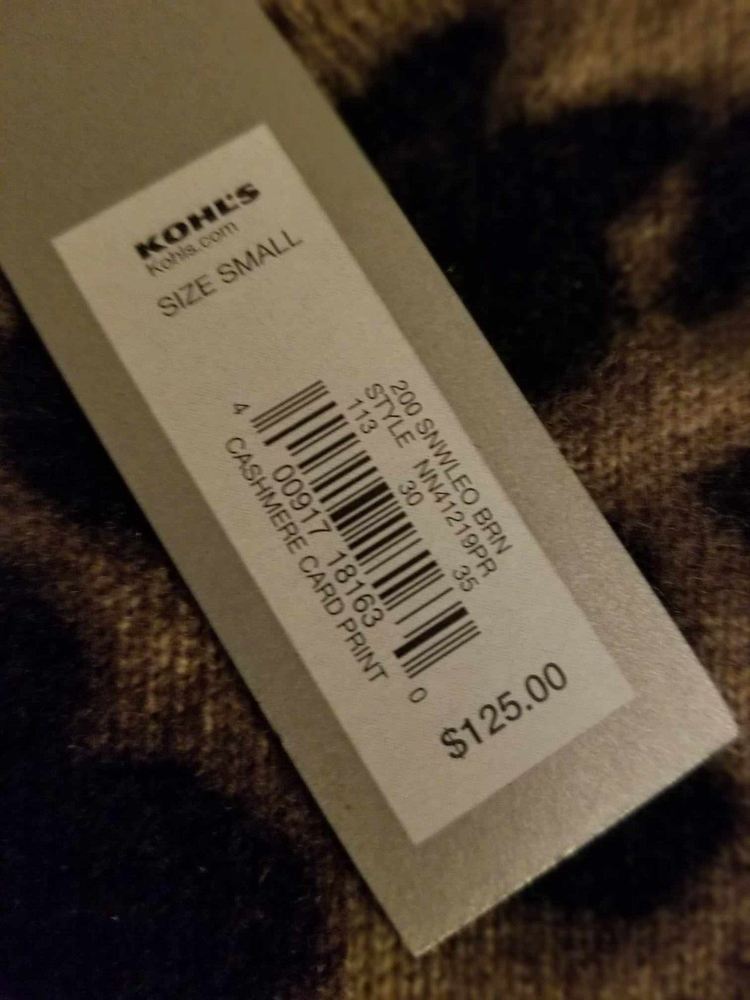 KOHL'S
Kohls.com
SIZE SMALL
200 SNWLEO BRN
STYLE NN41219PR
113 30 35
4 00917 18163 0
CASHMERE CARD PRINT
$125.00